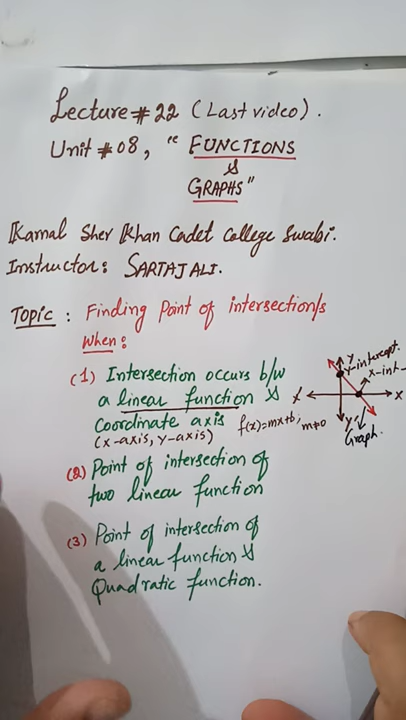 Lecture # 22 (Last video).
Unit # 08, " FUNCTIONS
&
GRAPHS"
Karnal Sher Khan Cadet College Swabi.
Instructor: SARTAJ ALI.
Topic: Finding Point of intersection/s
When:
(1) Intersection occurs b/w
a linear function &
Coordinate axis
(x-axis, y-axis)
f(x)=mx+b, m≠0
Y
Y-intercept.
x-int-
X
Y'
Graph.
(2) Point of intersection of
two linear function
(3) Point of intersection of
a linear function &
Quadratic function.